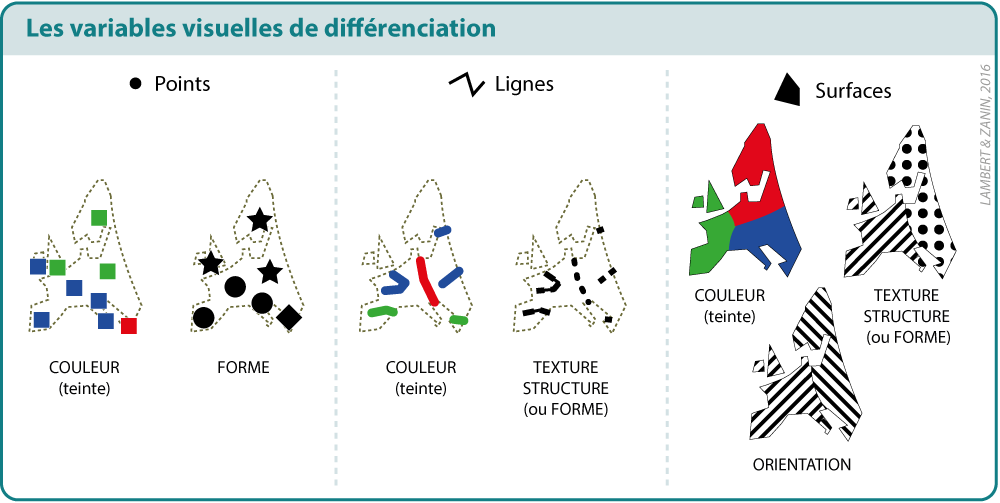 Les variables visuelles de différenciation
Points
COULEUR
(teinte)
FORME
Lignes
COULEUR
(teinte)
TEXTURE
STRUCTURE
(ou FORME)
Surfaces
COULEUR
(teinte)
TEXTURE
STRUCTURE
(ou FORME)
ORIENTATION
LAMBERT & ZANIN, 2016